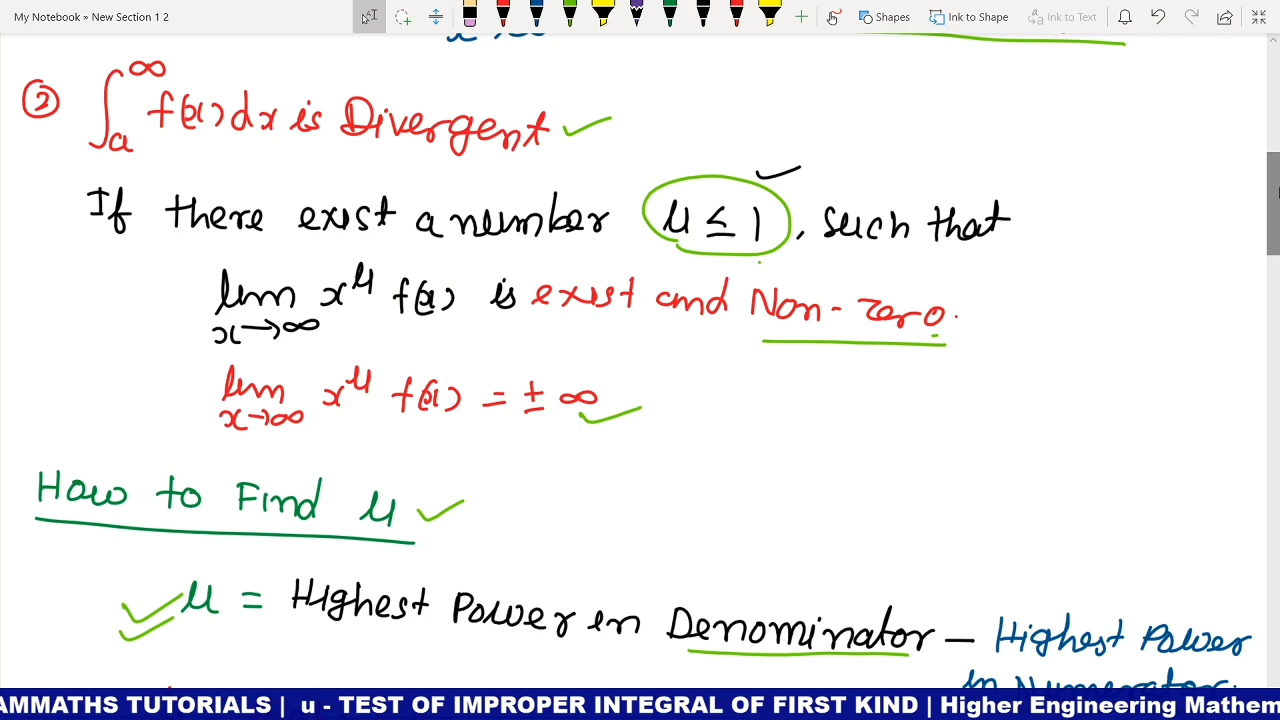 My Notebook » New Section 1 2
Shapes Ink to Shape Ink to Text
② ∫ₐ^∞ f(x) dx is Divergent ✓
If there exist a number μ ≤ 1, such that
lim x→∞ x^μ f(x) is exist and Non-zero.
lim x→∞ x^μ f(x) = ± ∞
How to Find μ
μ = Highest Power in Denominator – Highest Power
in Numerator.
AMMATHS TUTORIALS | u - TEST OF IMPROPER INTEGRAL OF FIRST KIND | Higher Engineering Mathem